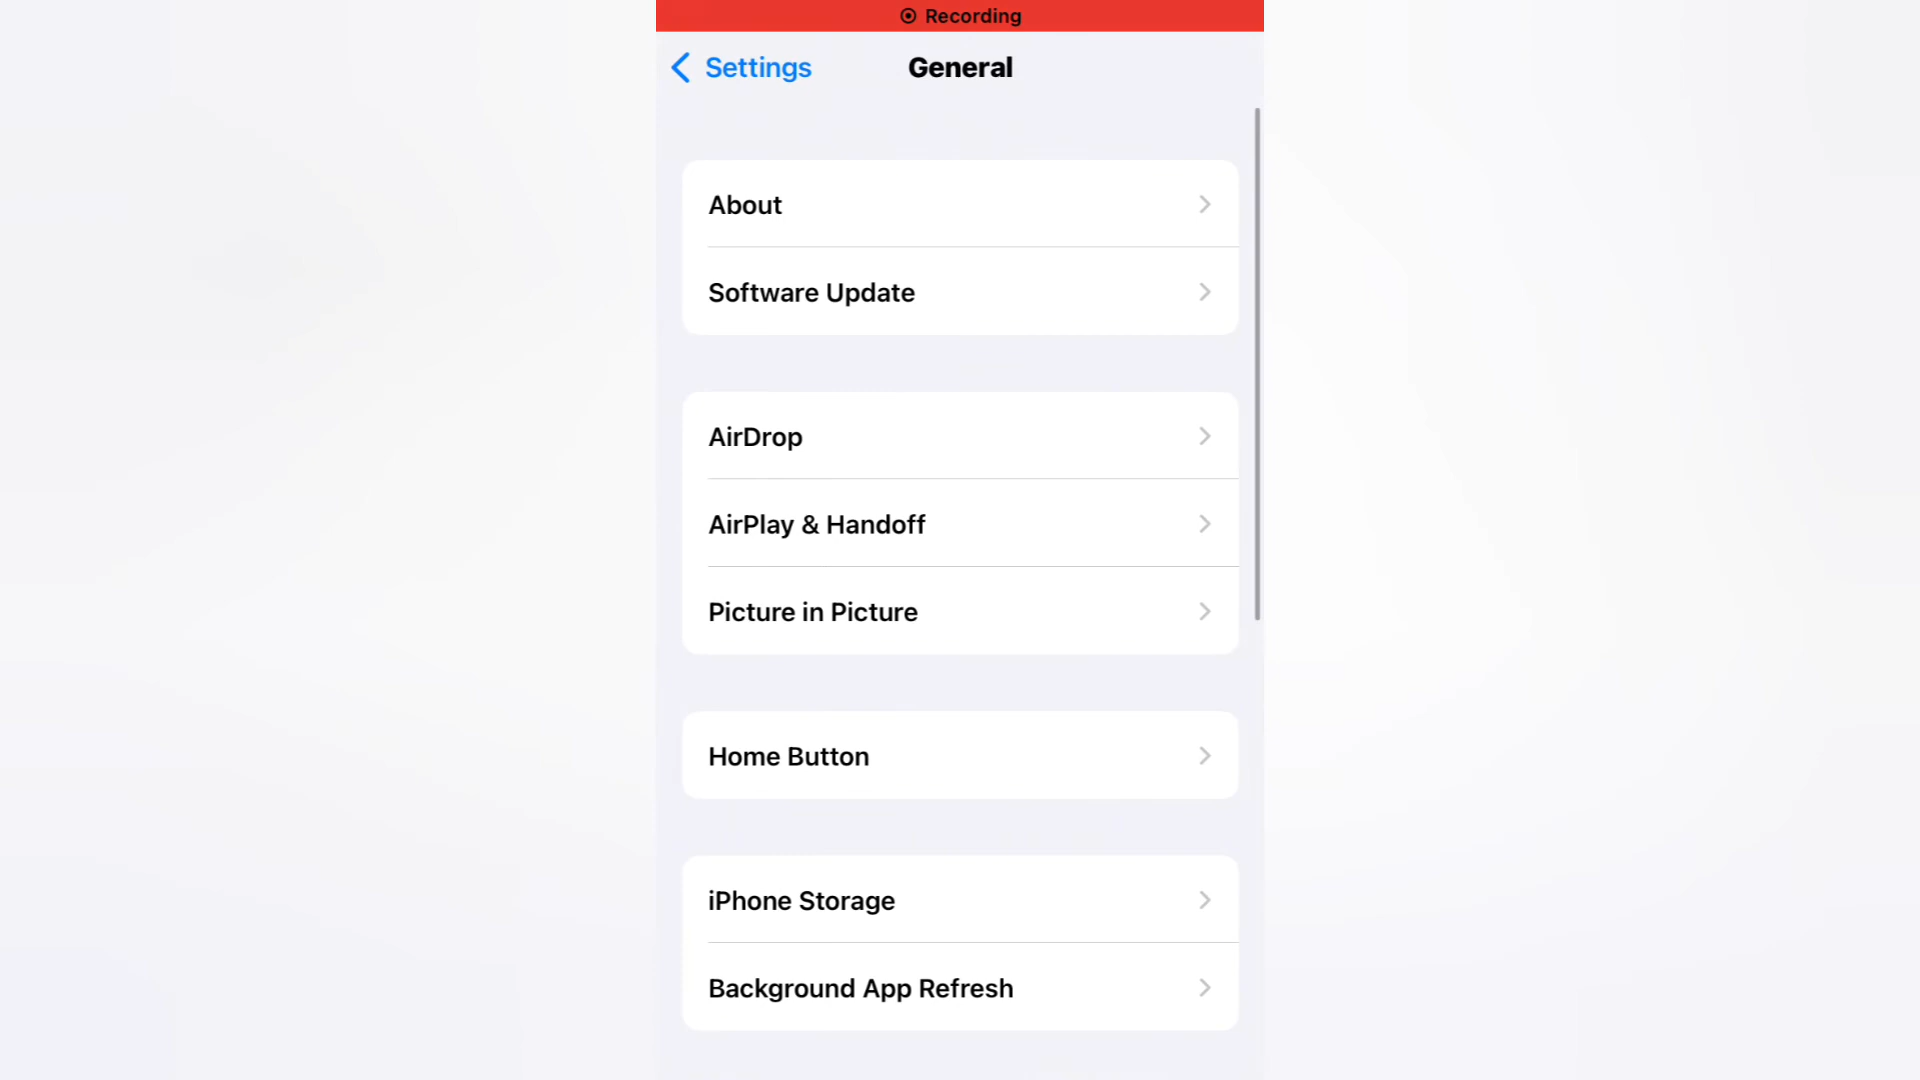 Recording
Settings
General
About
Software Update
AirDrop
AirPlay & Handoff
Picture in Picture
Home Button
iPhone Storage
Background App Refresh